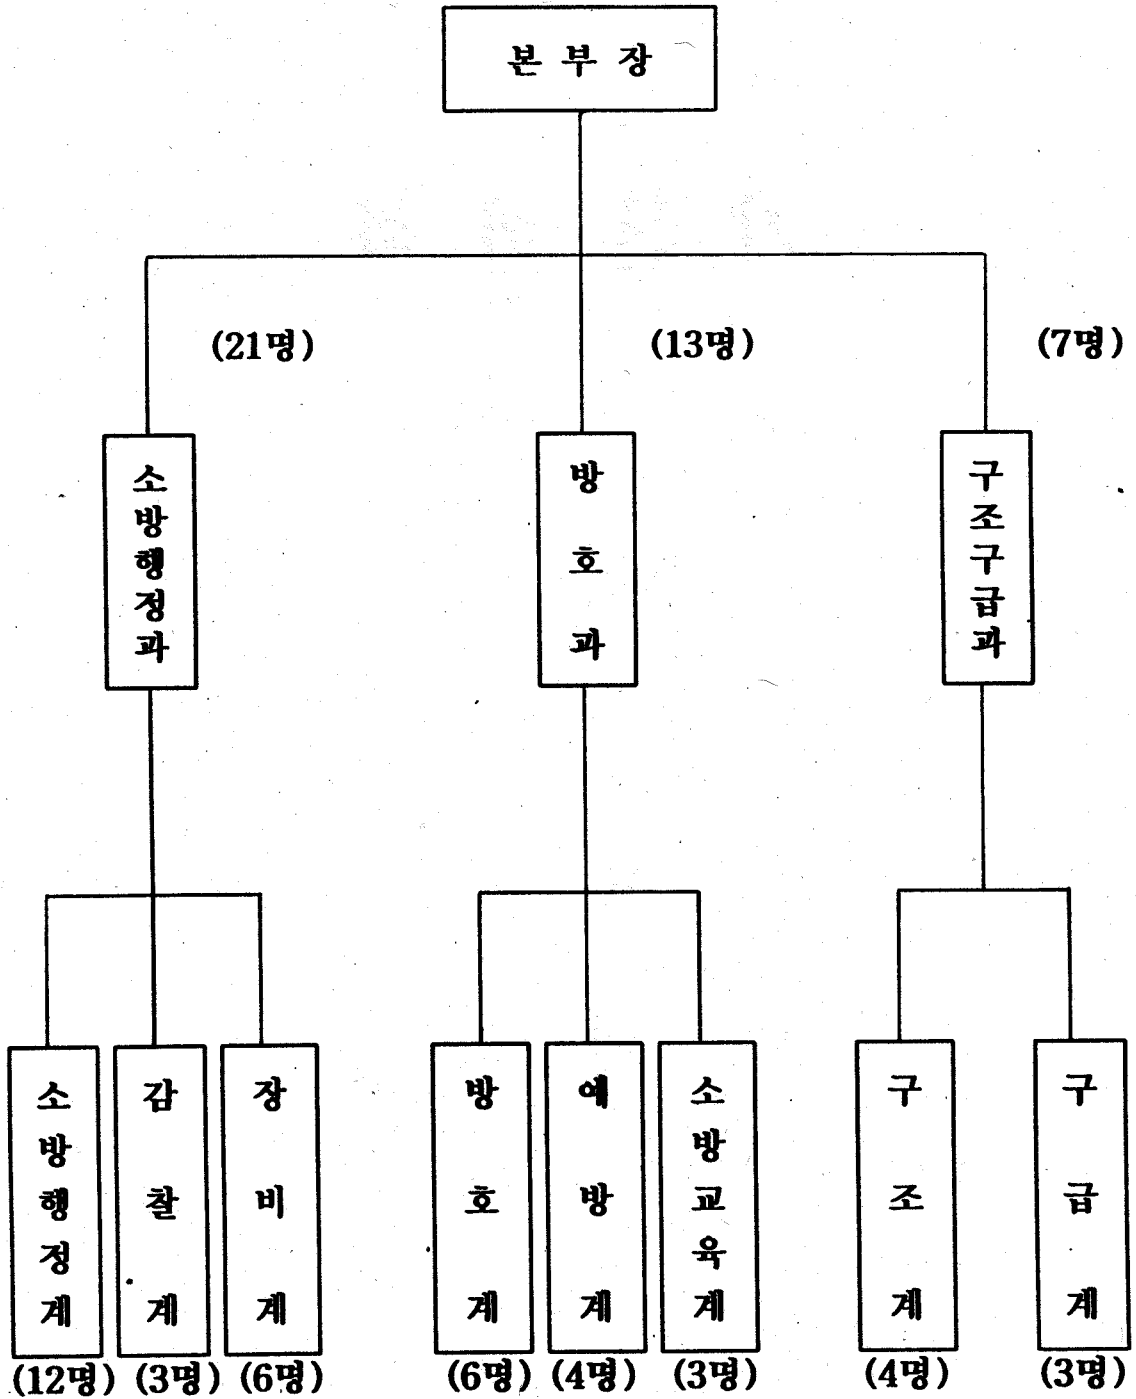 본 부 장
(21명)
(13명)
(7명)
소방행정과
방호과
구조구급과
소방행정계
감찰계
장비계
방호계
예방계
소방교육계
구조계
구급계
(12명)
(3명)
(6명)
(6명)
(4명)
(3명)
(4명)
(3명)